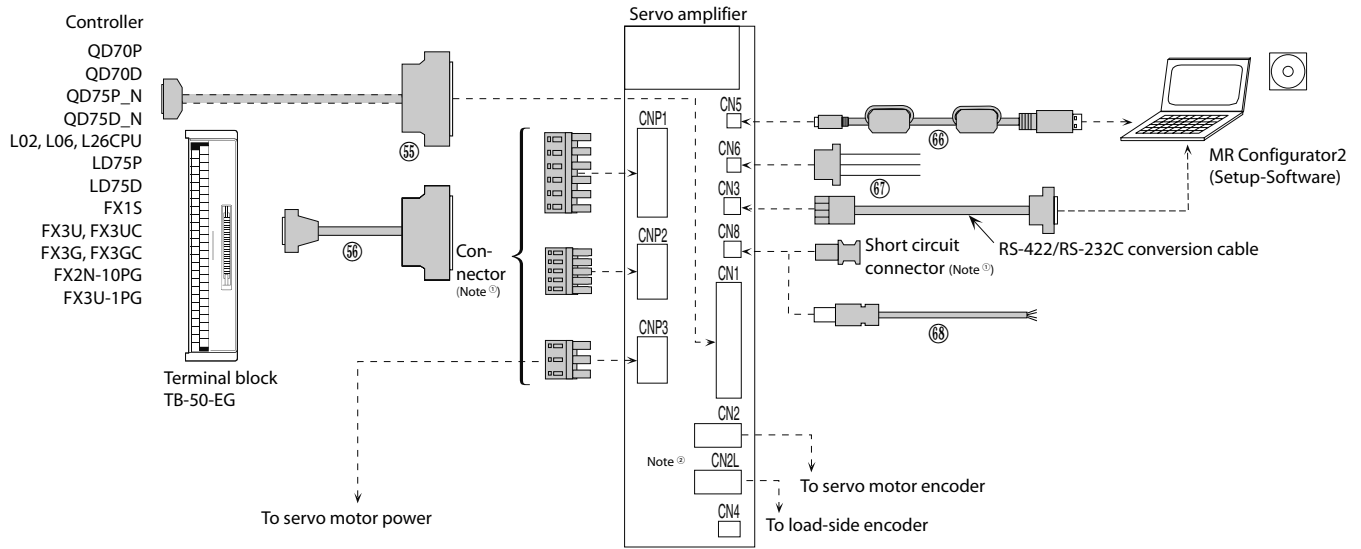 Controller
QD70P
QD70D
QD75P_N
QD75D_N
L02, L06, L26CPU
LD75P
LD75D
FX1S
FX3U, FX3UC
FX3G, FX3GC
FX2N-10PG
FX3U-1PG
Terminal block
TB-50-EG
㊺
56
Con-
nector
(Note ①)
To servo motor power
Servo amplifier
CNP1
CNP2
CNP3
CN5
CN6
CN3
CN8
CN1
CN2
Note ②
CN2L
CN4
66
67
Short circuit
connector (Note ①)
RS-422/RS-232C conversion cable
68
MR Configurator2
(Setup-Software)
To servo motor encoder
To load-side encoder